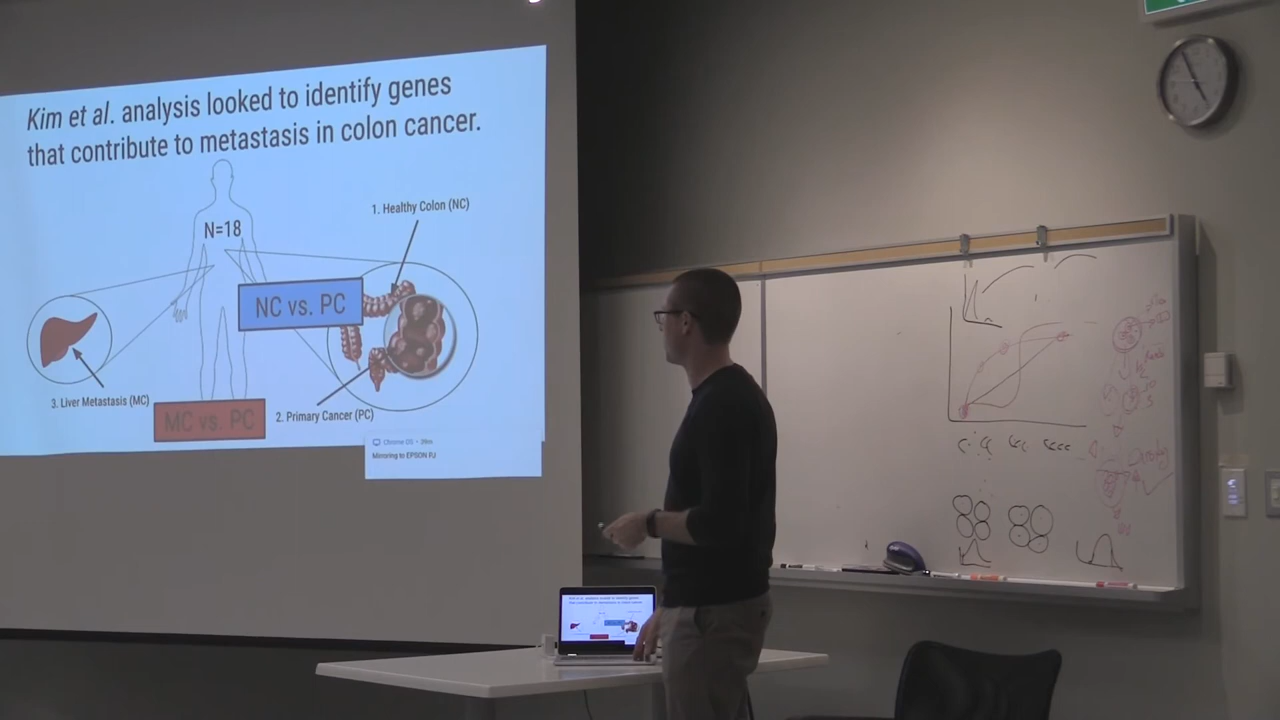 Kim et al. analysis looked to identify genes
that contribute to metastasis in colon cancer.
1. Healthy Colon (NC)
N=18
NC vs. PC
3. Liver Metastasis (MC)
MC vs. PC
2. Primary Cancer (PC)
Mirroring to EPSON PJ